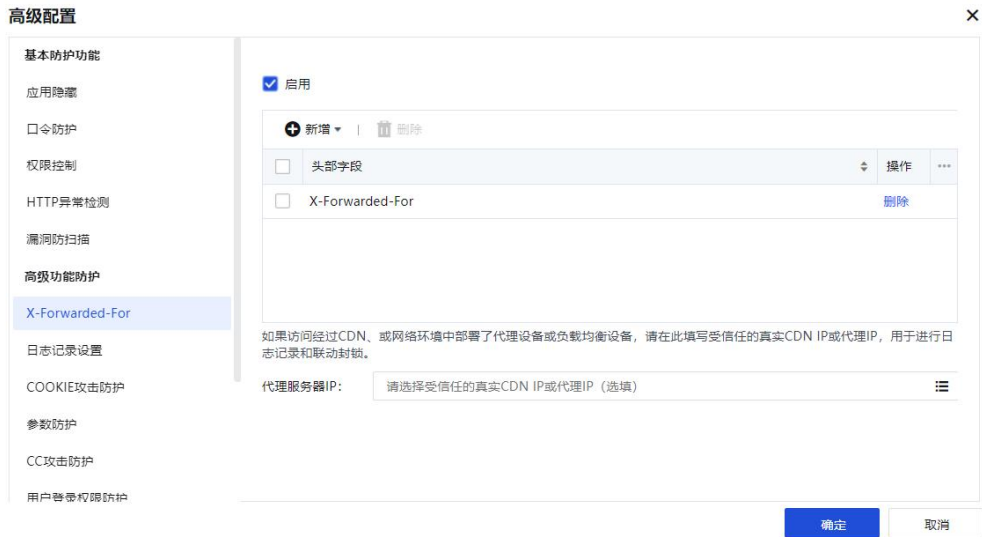 高级配置
基本防护功能
应用隐藏
口令防护
权限控制
HTTP异常检测
漏洞防扫描
高级功能防护
X-Forwarded-For
日志记录设置
COOKIE攻击防护
参数防护
CC攻击防护
用户登录权限防护
启用
新增 | 删除
头部字段 操作
X-Forwarded-For 删除
如果访问经过CDN、或网络环境中部署了代理设备或负载均衡设备，请在此填写受信任的真实CDN IP或代理IP，用于进行日
志记录和联动封锁。
代理服务器IP： 请选择受信任的真实CDN IP或代理IP（选填）
确定 取消